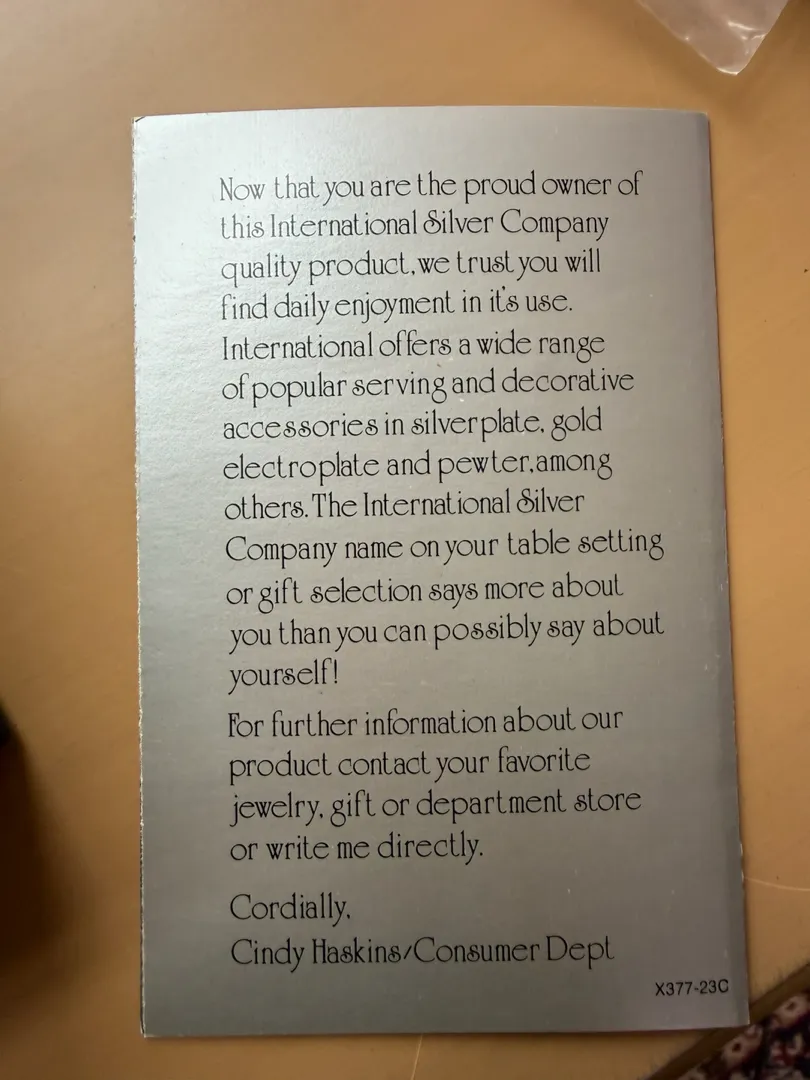 Now that you are the proud owner of
this International Silver Company
quality product, we trust you will
find daily enjoyment in it's use.
International offers a wide range
of popular serving and decorative
accessories in silverplate, gold
electroplate and pewter, among
others. The International Silver
Company name on your table setting
or gift selection says more about
you than you can possibly say about
yourself!
For further information about our
product contact your favorite
jewelry, gift or department store
or write me directly.
Cordially,
Cindy Haskins/Consumer Dept
X377-23C